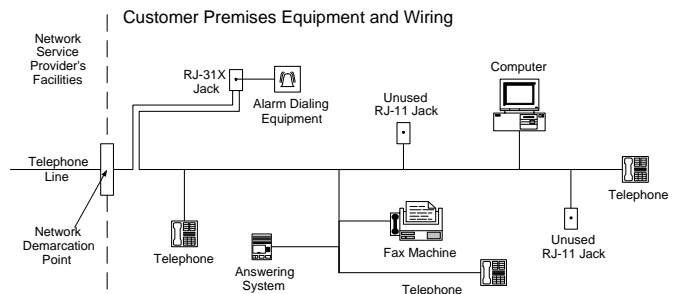 Customer Premises Equipment and Wiring
Network
Service
Provider's
Facilities
RJ-31X
Jack
Alarm Dialing
Equipment
Unused
RJ-11 Jack
Computer
Telephone
Line
Telephone
Network
Demarcation
Point
Telephone
Answering
System
Fax Machine
Telephone
Unused
RJ-11 Jack